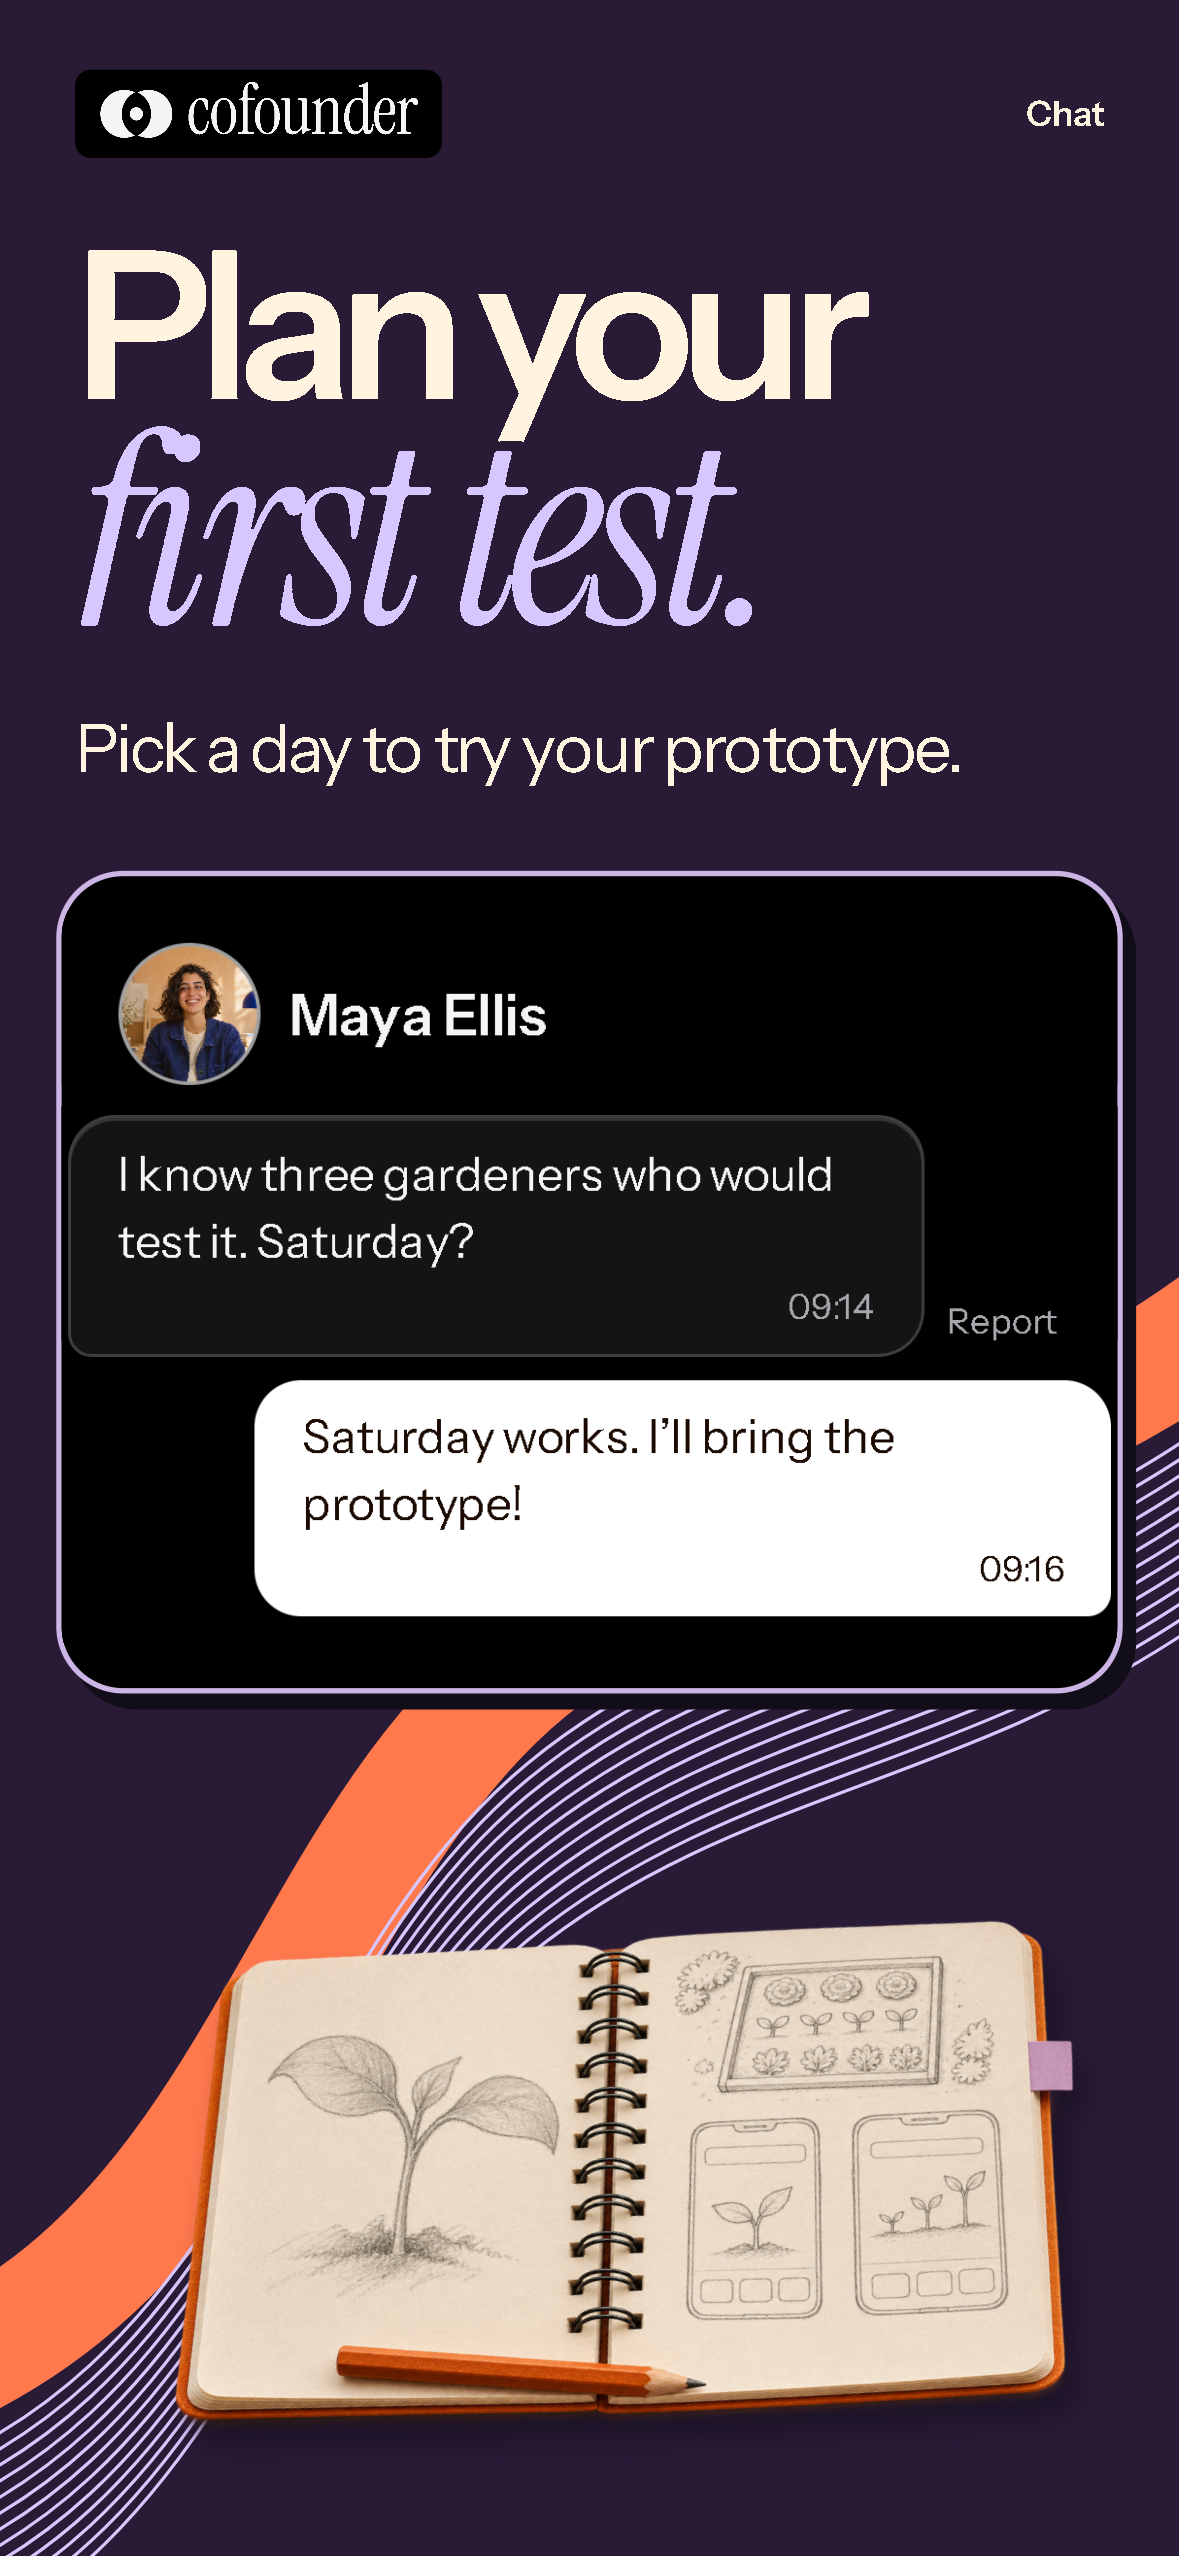 cofounder
Chat
Plan your
first test.
Pick a day to try your prototype.
Maya Ellis
I know three gardeners who would
test it. Saturday?
09:14
Report
Saturday works. I’ll bring the
prototype!
09:16